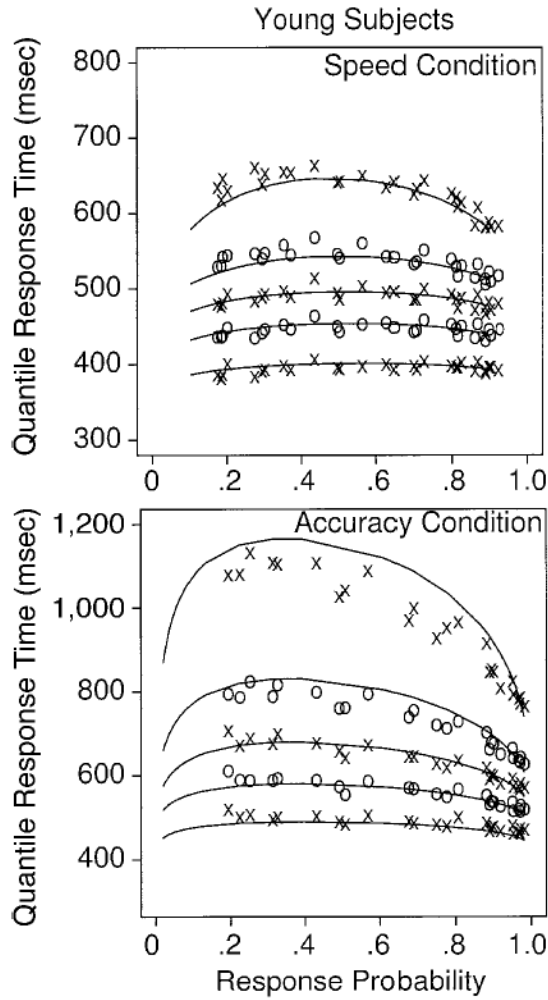 Young Subjects
Speed Condition
Quantile Response Time (msec)
800
700
600
500
400
300
0 .2 .4 .6 .8 1.0
Accuracy Condition
Quantile Response Time (msec)
1,200
1,000
800
600
400
0 .2 .4 .6 .8 1.0
Response Probability